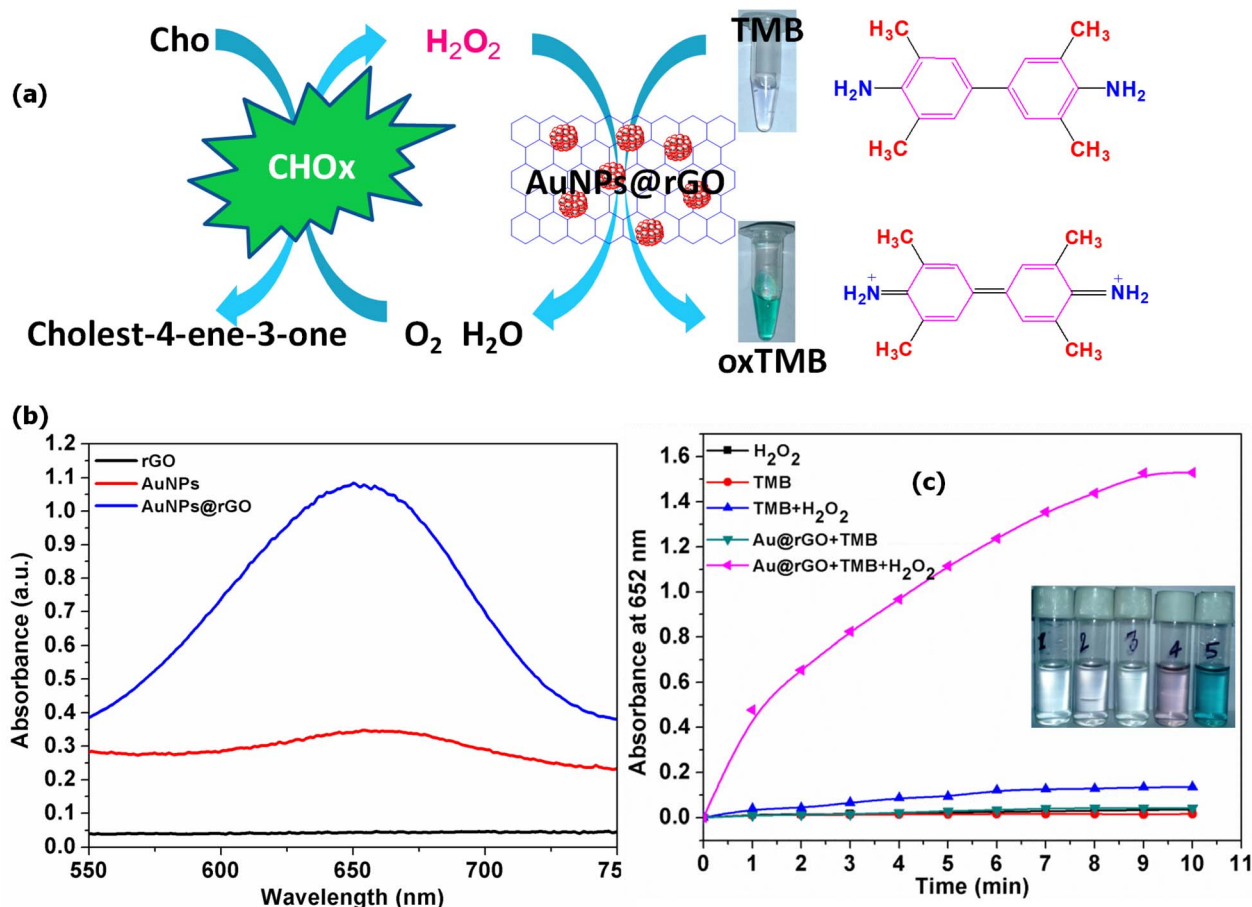 (a)
Cho
H₂O₂
TMB
CHOx
AuNPs@rGO
Cholest-4-ene-3-one
O₂ H₂O
oxTMB
H₃C
CH₃
H₂N
NH₂
H₃C
CH₃
CH₃
CH₃
+
+
H₂N
NH₂
H₃C
CH₃
(b)
rGO
AuNPs
AuNPs@rGO
1.2
1.1
1.0
0.9
0.8
0.7
0.6
0.5
0.4
0.3
0.2
0.1
0.0
Absorbance (a.u.)
550
600
650
700
75
Wavelength (nm)
(c)
H₂O₂
TMB
TMB+H₂O₂
Au@rGO+TMB
Au@rGO+TMB+H₂O₂
1.6
1.4
1.2
1.0
0.8
0.6
0.4
0.2
0.0
Absorbance at 652 nm
1 2 3 4 5
0 1 2 3 4 5 6 7 8 9 10 11
Time (min)